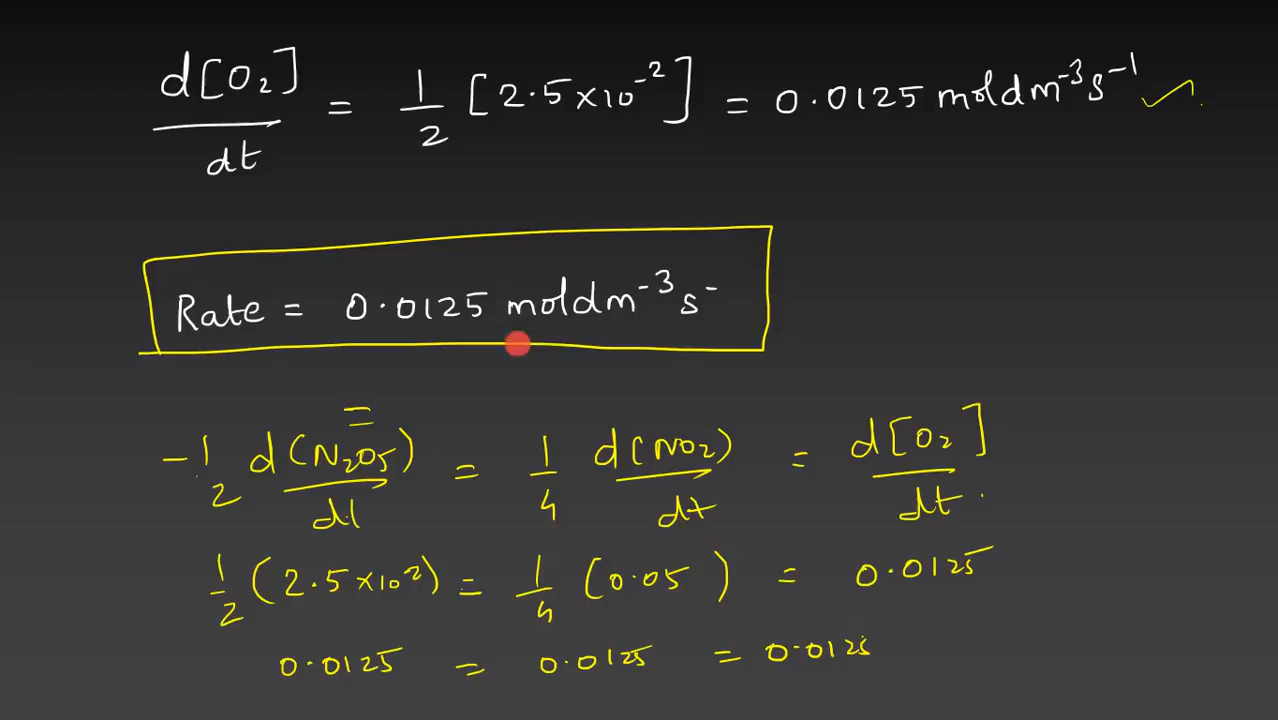 d[O₂]/dt = 1/2 [2.5×10⁻²] = 0.0125 moldm⁻³s⁻¹
Rate = 0.0125 moldm⁻³s⁻
-1/2 d(N₂O₅)/dt = 1/4 d(NO₂)/dt = d[O₂]/dt
1/2 (2.5×10⁻²) = 1/4 (0.05) = 0.0125
0.0125 = 0.0125 = 0.0125